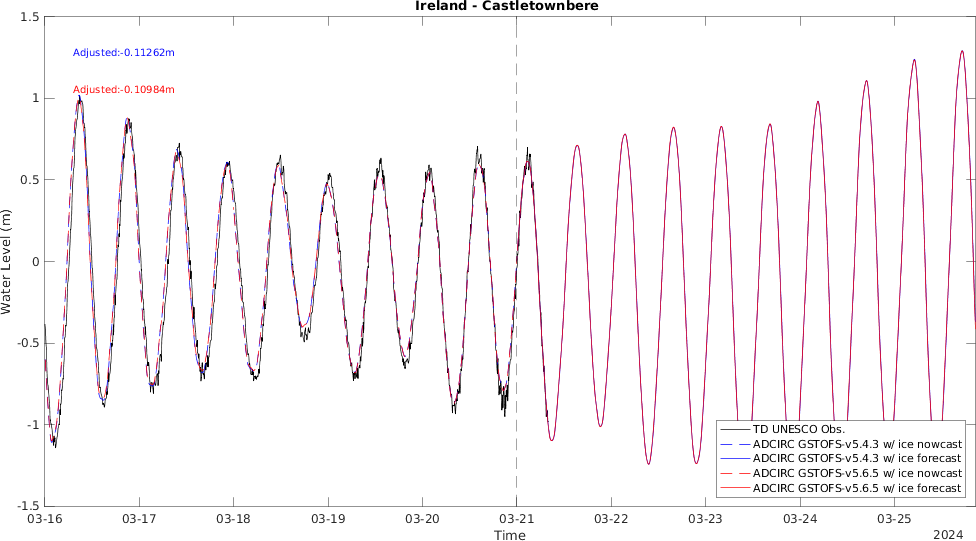 Ireland - Castletownbere
1.5
Adjusted:-0.11262m
Adjusted:-0.10984m
1
0.5
0
-0.5
-1
-1.5
Water Level (m)
TD UNESCO Obs.
ADCIRC GSTOFS-v5.4.3 w/ ice nowcast
ADCIRC GSTOFS-v5.4.3 w/ ice forecast
ADCIRC GSTOFS-v5.6.5 w/ ice nowcast
ADCIRC GSTOFS-v5.6.5 w/ ice forecast
03-16 03-17 03-18 03-19 03-20 03-21 03-22 03-23 03-24 03-25
Time
2024